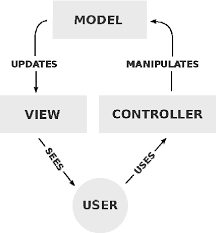 MODEL
UPDATES
MANIPULATES
VIEW
CONTROLLER
SEES
USES
USER